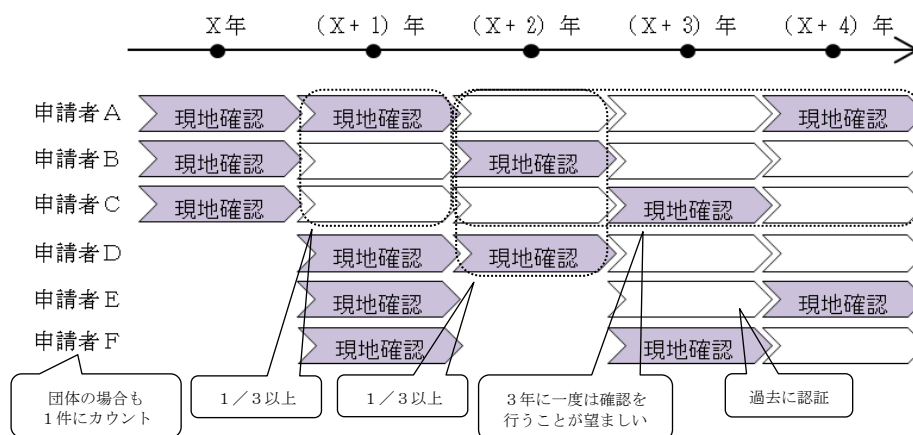 X年 (X+1)年 (X+2)年 (X+3)年 (X+4)年
申請者A 現地確認 現地確認 現地確認
申請者B 現地確認 現地確認
申請者C 現地確認 現地確認
申請者D 現地確認 現地確認
申請者E 現地確認 現地確認
申請者F 現地確認 現地確認
団体の場合も
1件にカウント
1/3以上
1/3以上
3年に一度は確認を
行うことが望ましい
過去に認証